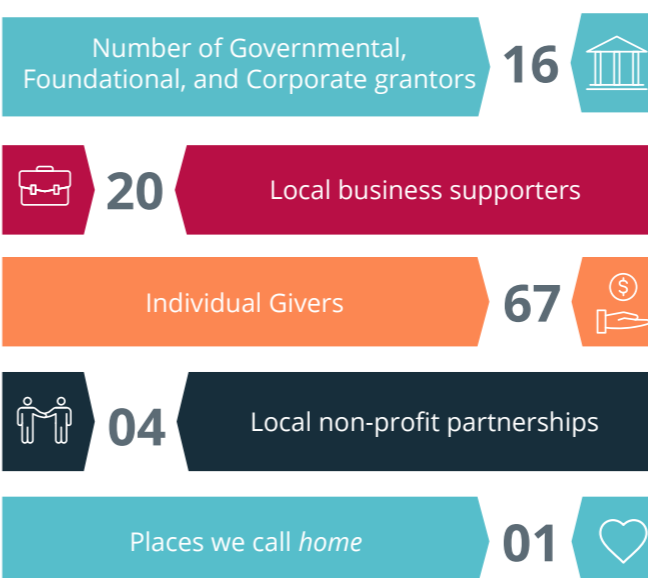 Number of Governmental,
Foundational, and Corporate grantors
16
20
Local business supporters
Individual Givers
67
04
Local non-profit partnerships
Places we call home
01